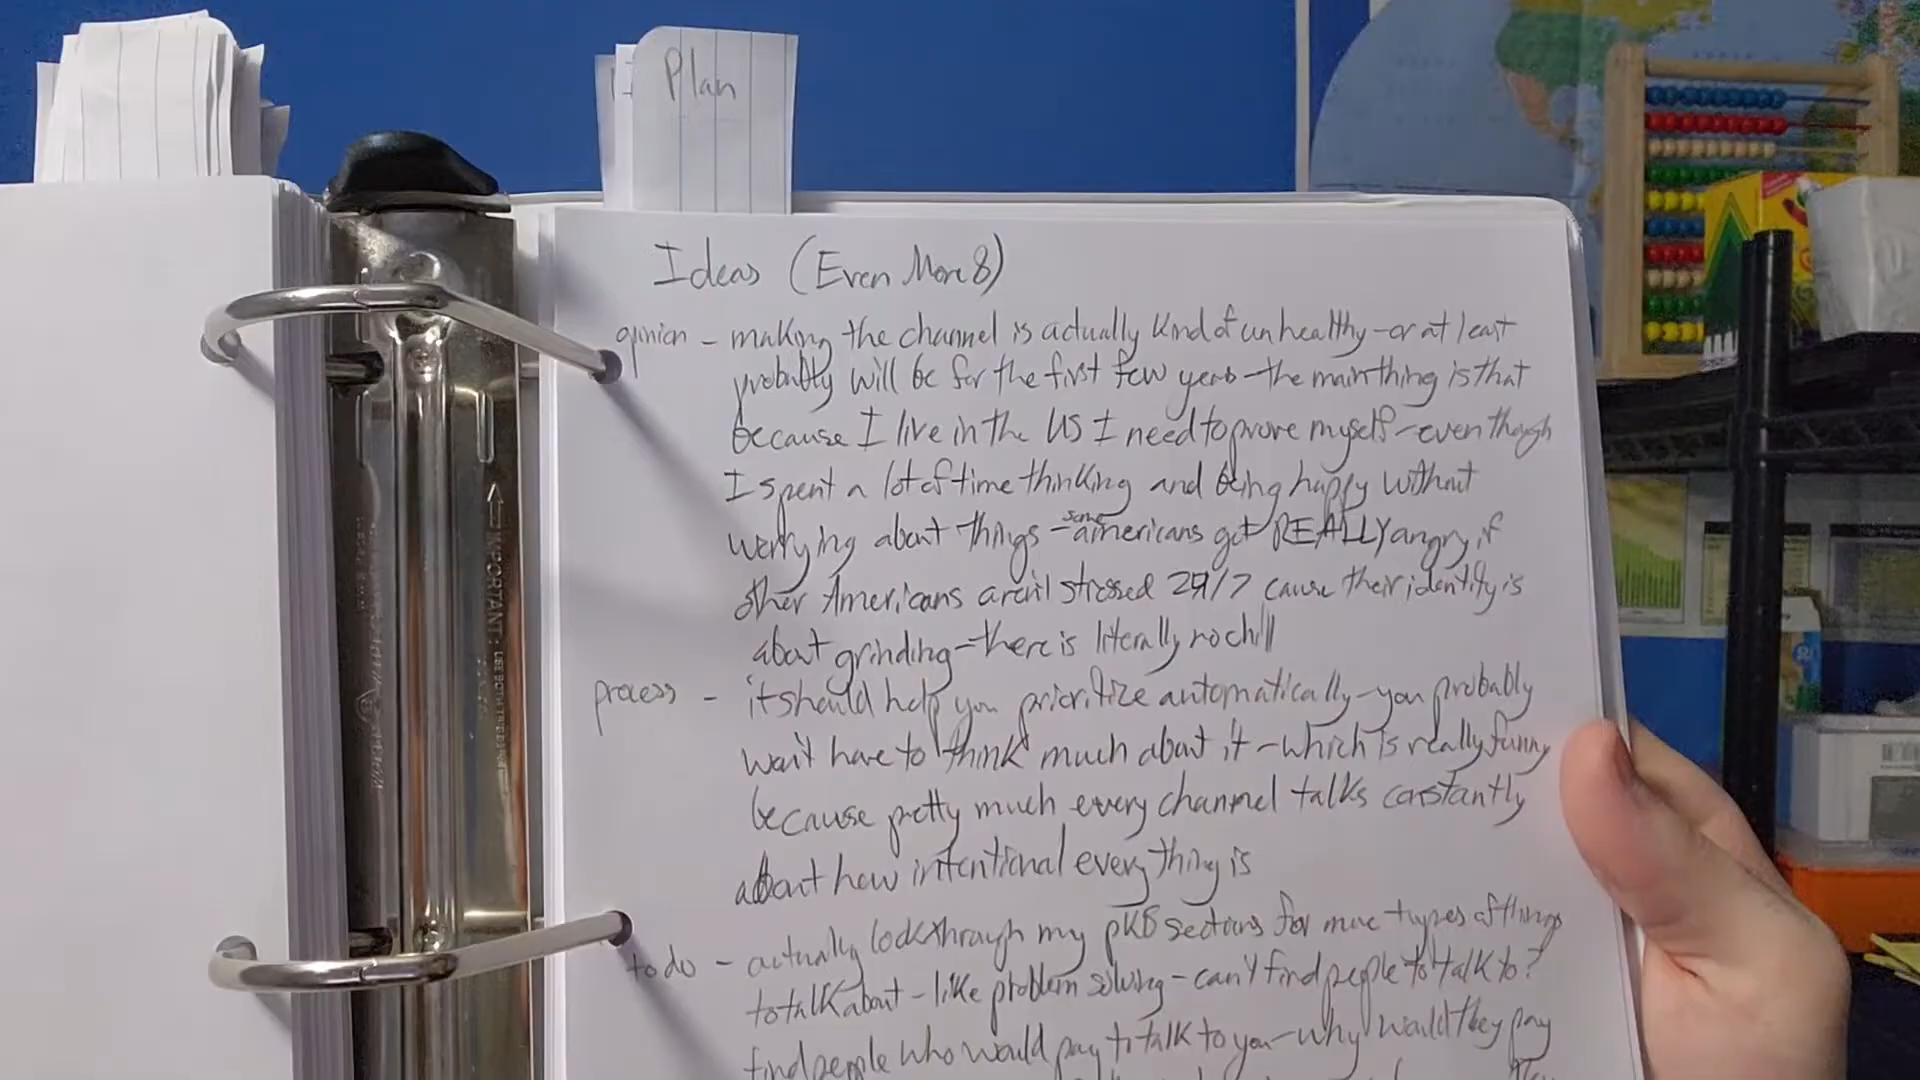 Plan
Ideas (Even More 8)
opinion - making the channel is actually kind of unhealthy - or at least
probably will be for the first few years - the main thing is that
because I live in the US I need to prove myself - even though
I spent a lot of time thinking and being happy without
worrying about things - some americans get REALLY angry if
other Americans aren't stressed 24/7 cause their identity is
about grinding - there is literally no chill
process - it should help you prioritize automatically - you probably
won't have to think much about it - which is really funny
because pretty much every channel talks constantly
about how intentional everything is
to do - actually look through my PKB sections for more types of things
to talk about - like problem solving - can't find people to talk to?
find people who would pay to talk to you - why would they pay
IMPORTANT: